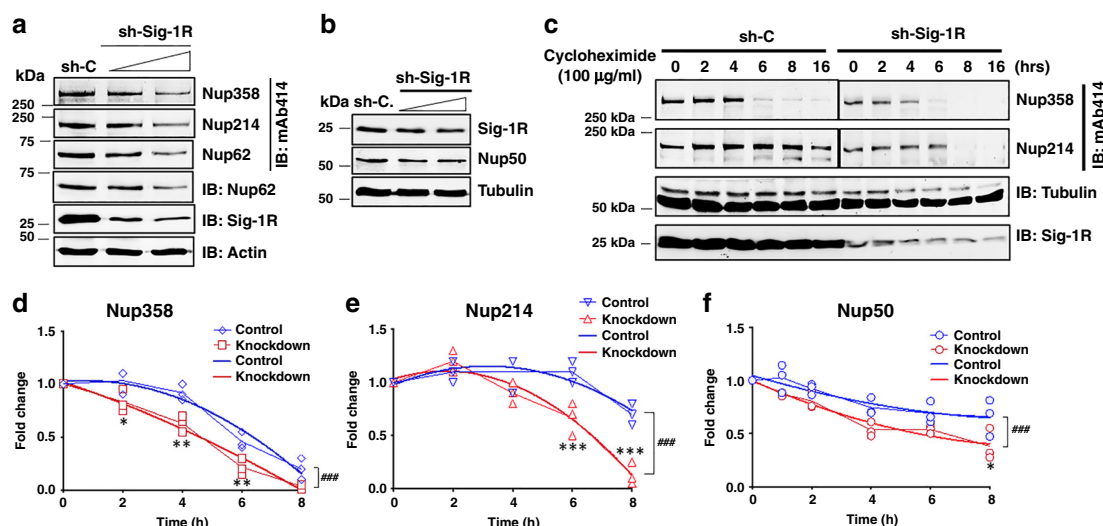 a
sh-Sig-1R
sh-C
kDa
250
250
75
75
25
50
Nup358
Nup214
Nup62
IB: Nup62
IB: Sig-1R
IB: Actin
IB: mAb414
b
sh-Sig-1R
kDa sh-C.
25
50
50
Sig-1R
Nup50
Tubulin
c
sh-C
sh-Sig-1R
Cycloheximide
(100 µg/ml)
0 2 4 6 8 16 0 2 4 6 8 16 (hrs)
250 kDa
250 kDa
50 kDa
25 kDa
Nup358
Nup214
IB: mAb414
IB: Tubulin
IB: Sig-1R
d
Nup358
1.5
1.0
0.5
0.0
Fold change
Control
Knockdown
Control
Knockdown
*
**
**
###
0 2 4 6 8
Time (h)
e
Nup214
1.5
1.0
0.5
0.0
Fold change
Control
Knockdown
Control
Knockdown
***
***
###
0 2 4 6 8
Time (h)
f
Nup50
1.5
1.0
0.5
0.0
Fold change
Control
Knockdown
Control
Knockdown
###
*
0 2 4 6 8
Time (h)